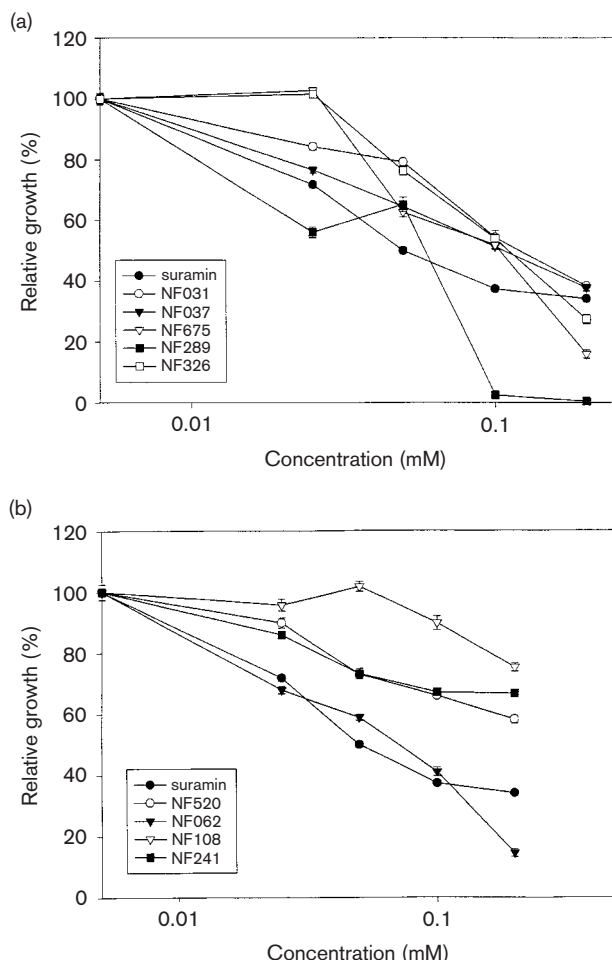 (a)
120
100
80
60
40
20
0
Relative growth (%)
suramin
NF031
NF037
NF675
NF289
NF326
0.01
0.1
Concentration (mM)
(b)
120
100
80
60
40
20
0
Relative growth (%)
suramin
NF520
NF062
NF108
NF241
0.01
0.1
Concentration (mM)